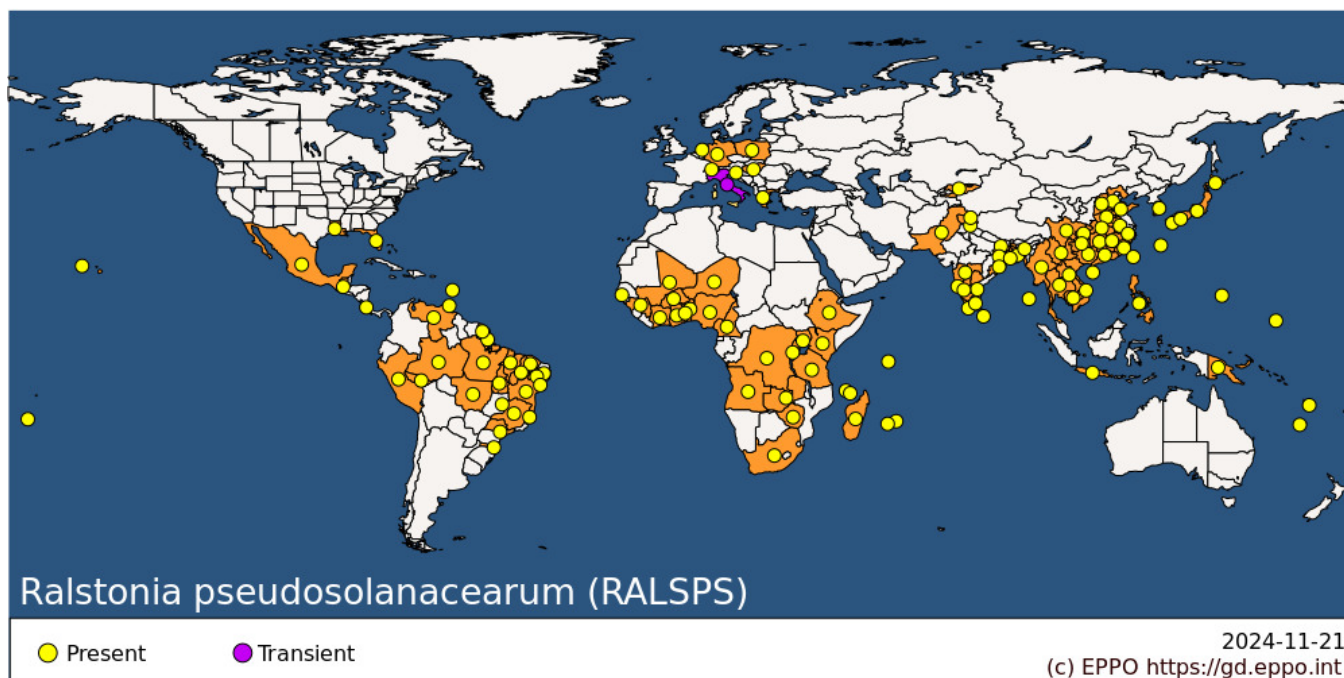 Ralstonia pseudosolanacearum (RALSPS)
Present
Transient
2024-11-21
(c) EPPO https://gd.eppo.int